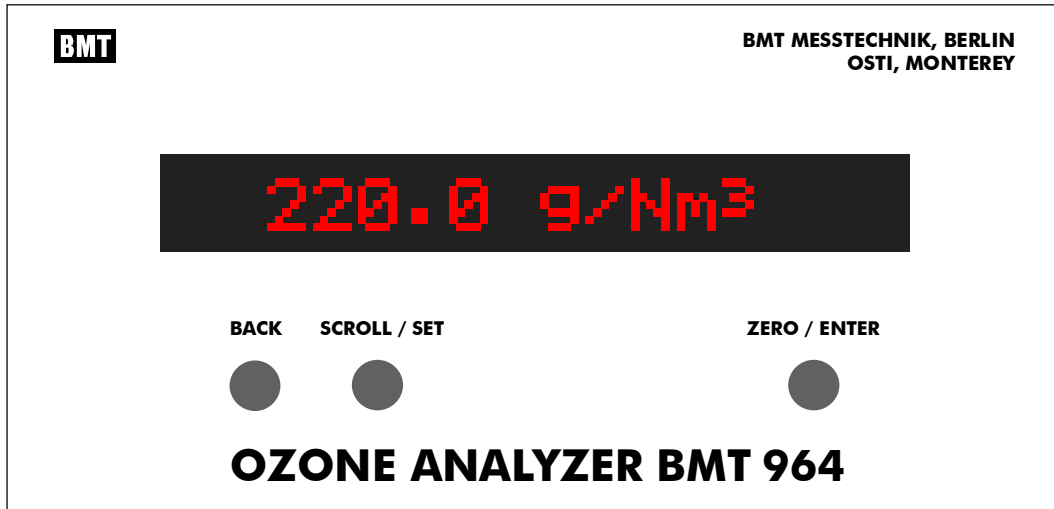 BMT
BMT MESSTECHNIK, BERLIN
OSTI, MONTEREY
220.0 g/Nm³
BACK SCROLL / SET ZERO / ENTER
OZONE ANALYZER BMT 964